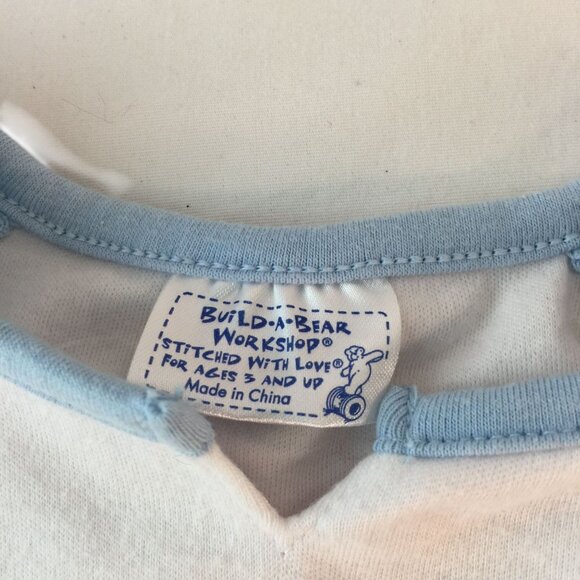 BUILD•A•BEAR
WORKSHOP®
STITCHED WITH LOVE®
FOR AGES 3 AND UP
Made in China